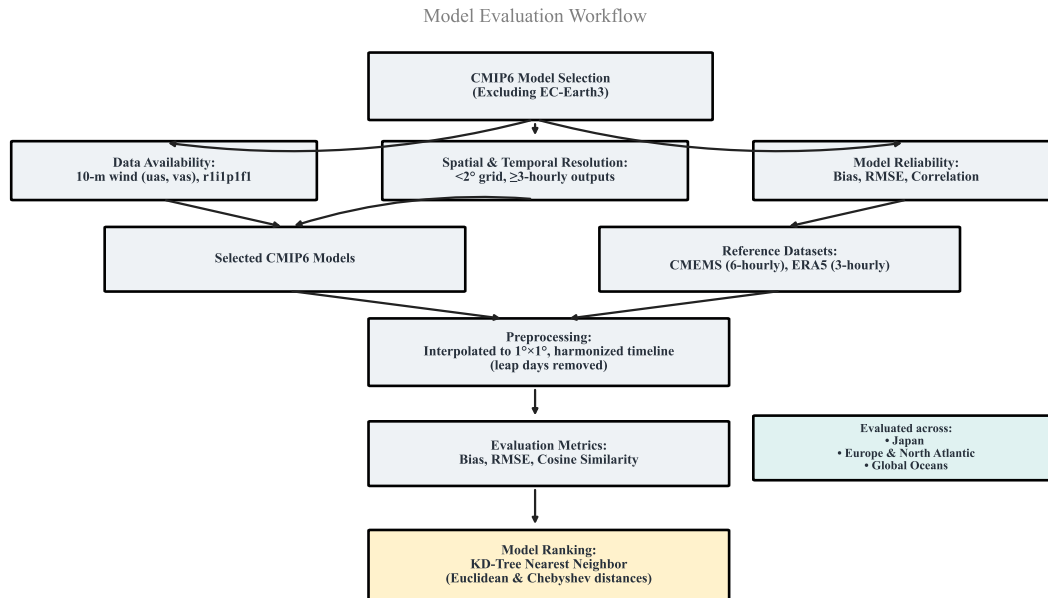 Model Evaluation Workflow
CMIP6 Model Selection
(Excluding EC-Earth3)
Data Availability:
10-m wind (uas, vas), r1i1p1f1
Spatial & Temporal Resolution:
<2° grid, ≥3-hourly outputs
Model Reliability:
Bias, RMSE, Correlation
Selected CMIP6 Models
Reference Datasets:
CMEMS (6-hourly), ERA5 (3-hourly)
Preprocessing:
Interpolated to 1°×1°, harmonized timeline
(leap days removed)
Evaluation Metrics:
Bias, RMSE, Cosine Similarity
Evaluated across:
• Japan
• Europe & North Atlantic
• Global Oceans
Model Ranking:
KD-Tree Nearest Neighbor
(Euclidean & Chebyshev distances)